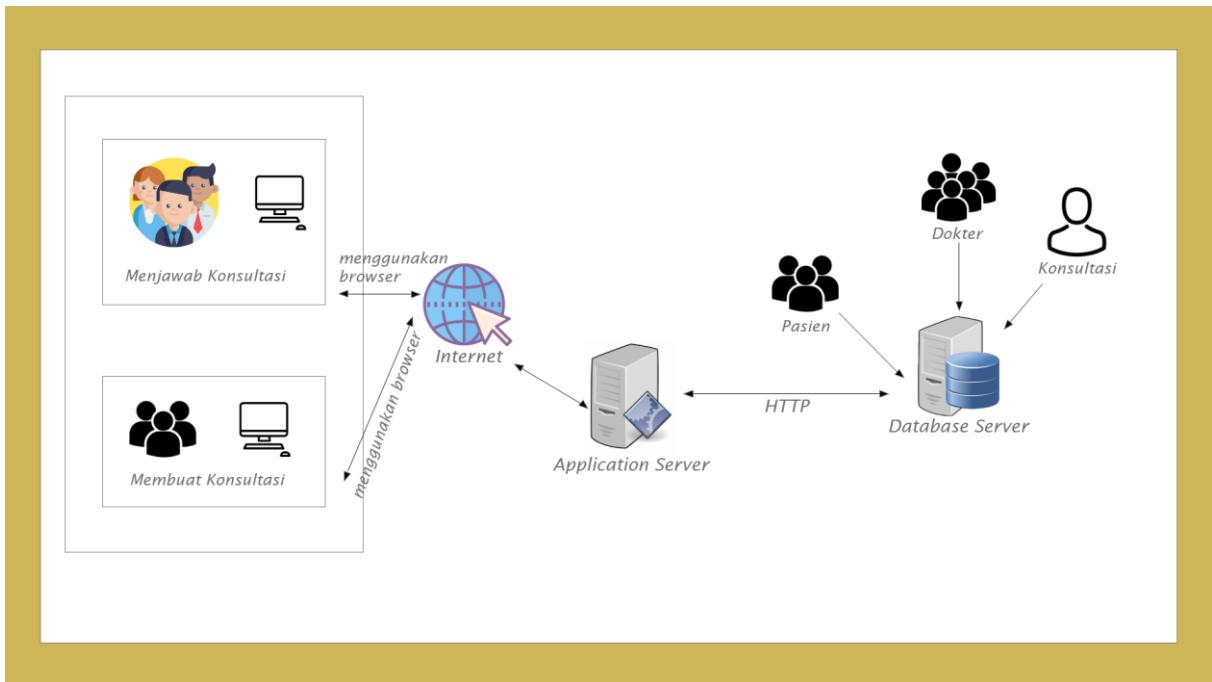 Menjawab Konsultasi
menggunakan
browser
Internet
menggunakan browser
Membuat Konsultasi
Application Server
HTTP
Pasien
Dokter
Konsultasi
Database Server